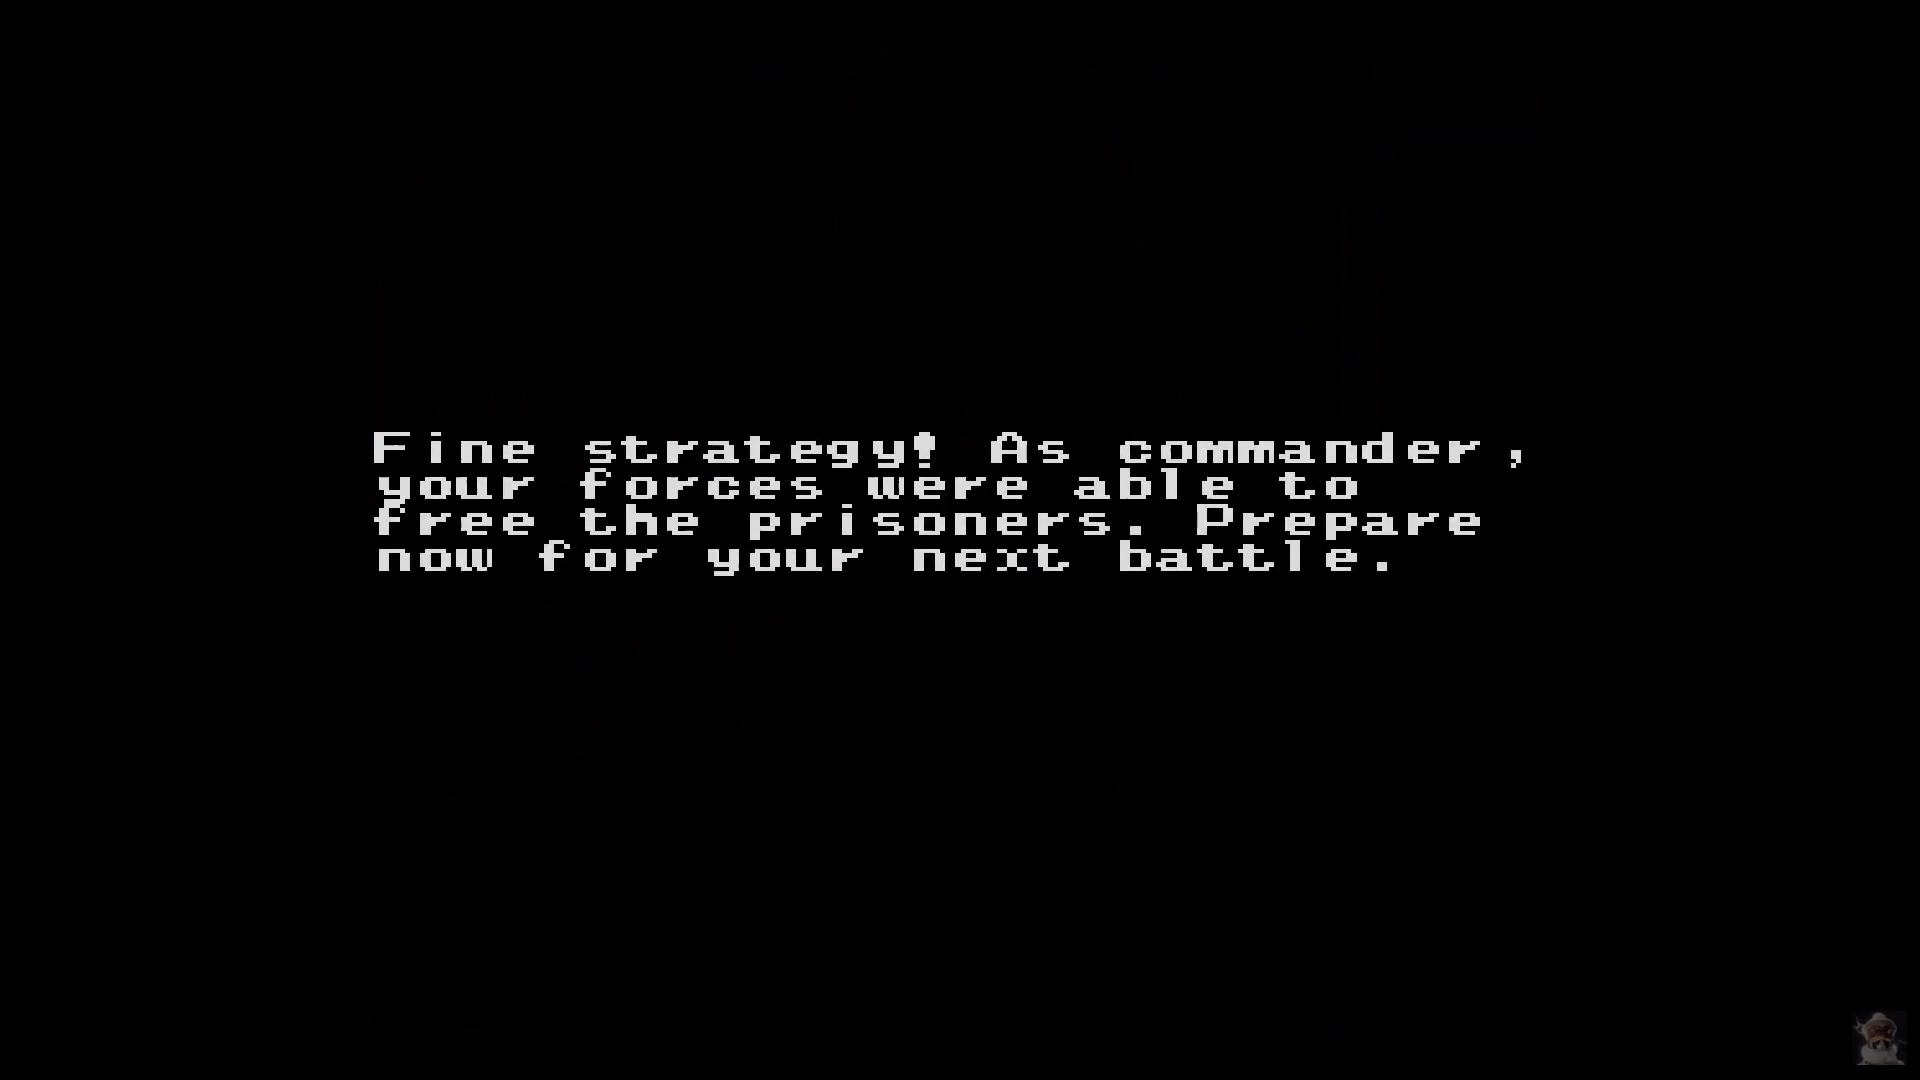 Fine strategy! As commander,
your forces were able to
free the prisoners. Prepare
now for your next battle.